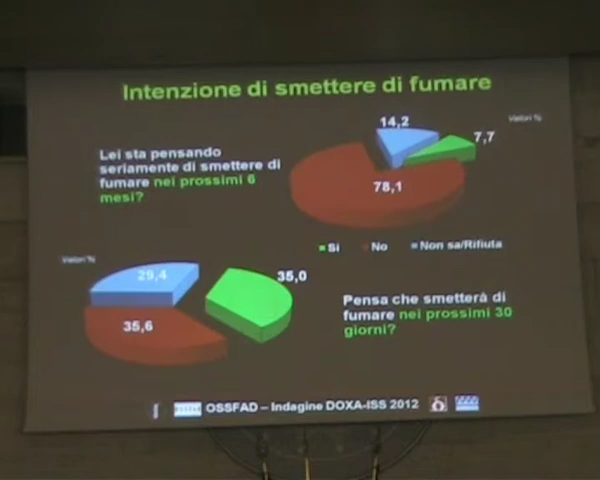 Intenzione di smettere di fumare
Valori %
14,2
7,7
78,1
Lei sta pensando
seriamente di smettere di
fumare nei prossimi 6
mesi?
Si
No
Non sa/Rifiuta
Valori %
29,4
35,0
35,6
Pensa che smetterà di
fumare nei prossimi 30
giorni?
OSSFAD – Indagine DOXA-ISS 2012